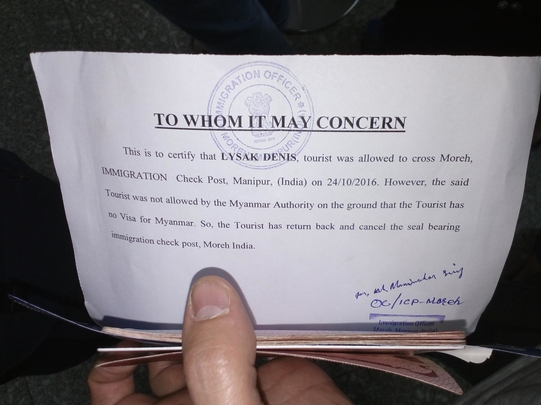 IMMIGRATION OFFICER
TO WHOM IT MAY CONCERN
This is to certify that LYSAK DENIS, tourist was allowed to cross Moreh,
IMMIGRATION Check Post, Manipur, (India) on 24/10/2016. However, the said
Tourist was not allowed by the Myanmar Authority on the ground that the Tourist has
no Visa for Myanmar. So, the Tourist has return back and cancel the seal bearing
immigration check post, Moreh India.
OC/ICP-Moreh
Immigration Officer